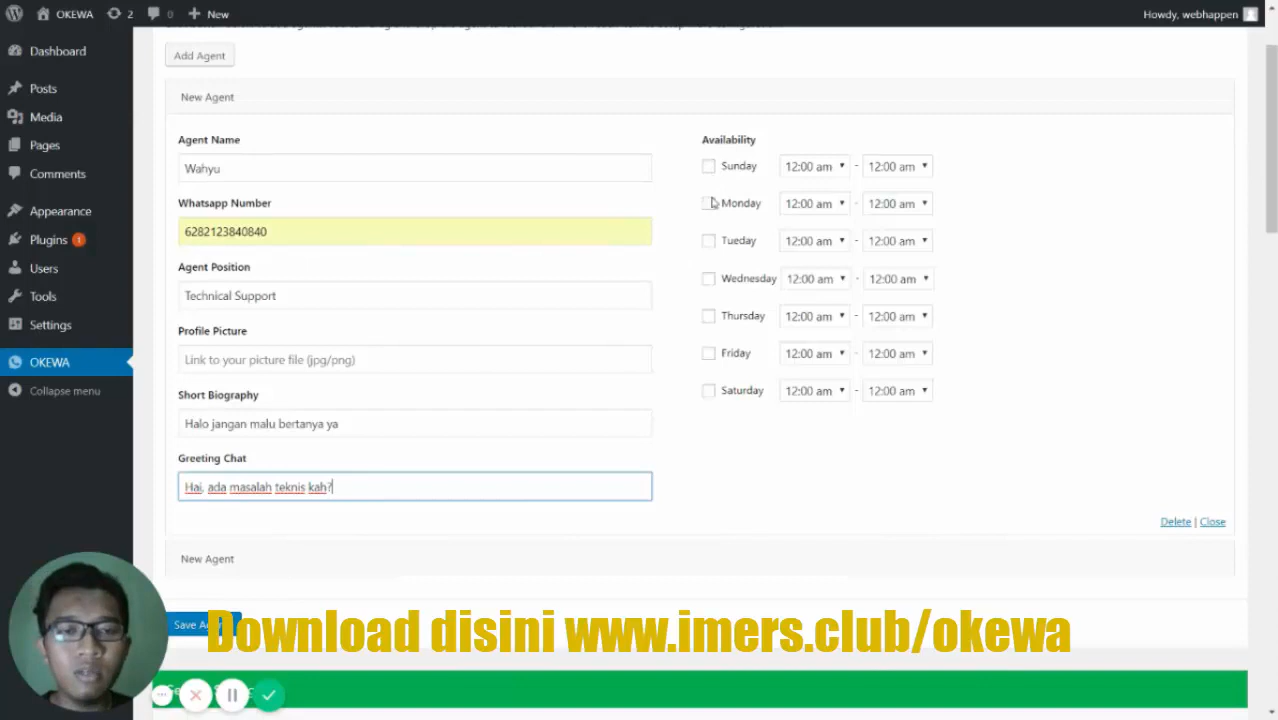 OKEWA 2 0 New Howdy, webhappen
Dashboard
Posts
Media
Pages
Comments
Appearance
Plugins 1
Users
Tools
Settings
OKEWA
Collapse menu
Add Agent
New Agent
Agent Name
Wahyu
Whatsapp Number
6282123840840
Agent Position
Technical Support
Profile Picture
Link to your picture file (jpg/png)
Short Biography
Halo jangan malu bertanya ya
Greeting Chat
Hai, ada masalah teknis kah?
Availability
Sunday 12:00 am - 12:00 am
Monday 12:00 am - 12:00 am
Tueday 12:00 am - 12:00 am
Wednesday 12:00 am - 12:00 am
Thursday 12:00 am - 12:00 am
Friday 12:00 am - 12:00 am
Saturday 12:00 am - 12:00 am
Delete | Close
New Agent
Save
Download disini www.imers.club/okewa